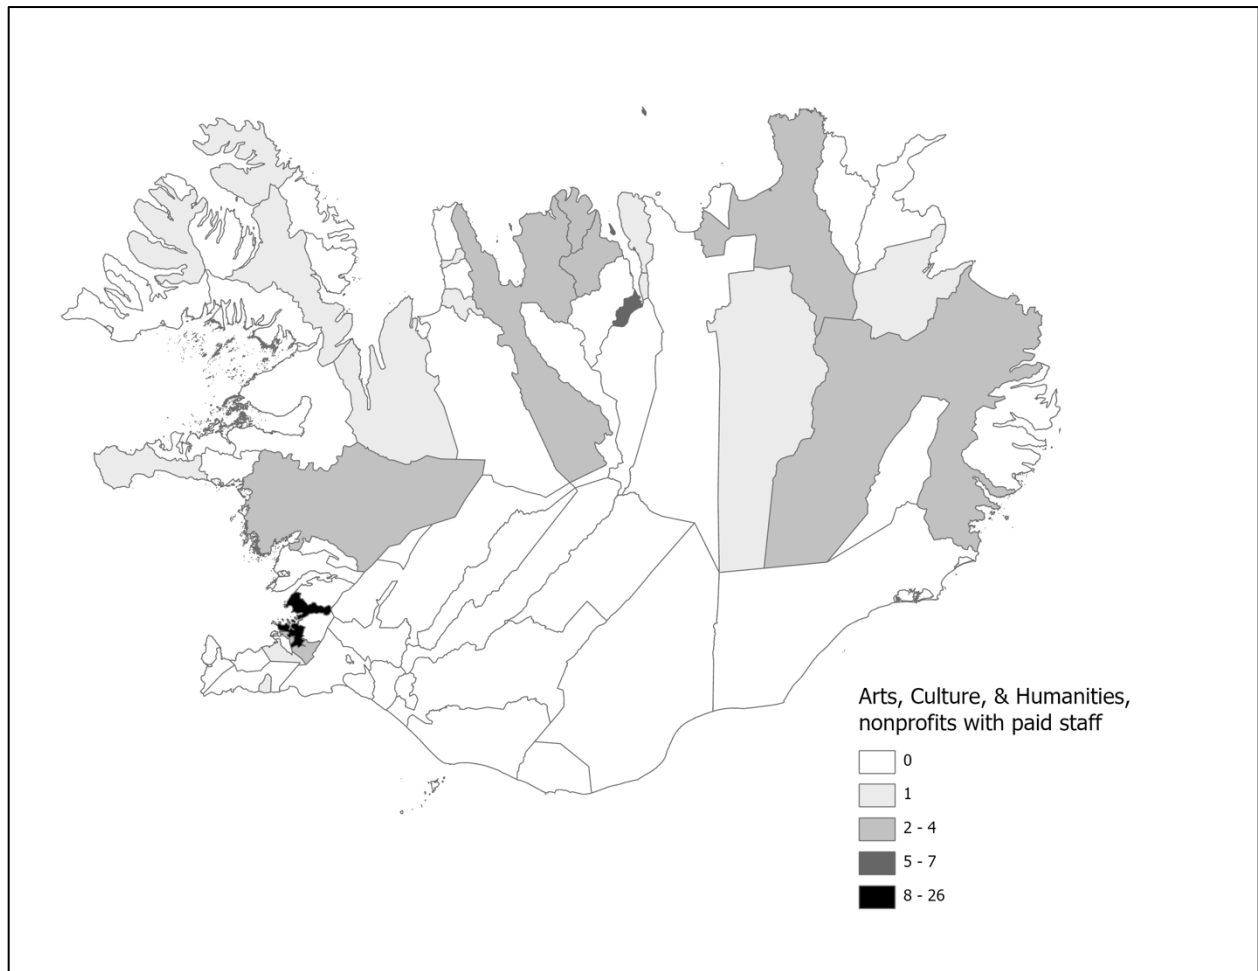 Arts, Culture, & Humanities,
nonprofits with paid staff
0
1
2 - 4
5 - 7
8 - 26